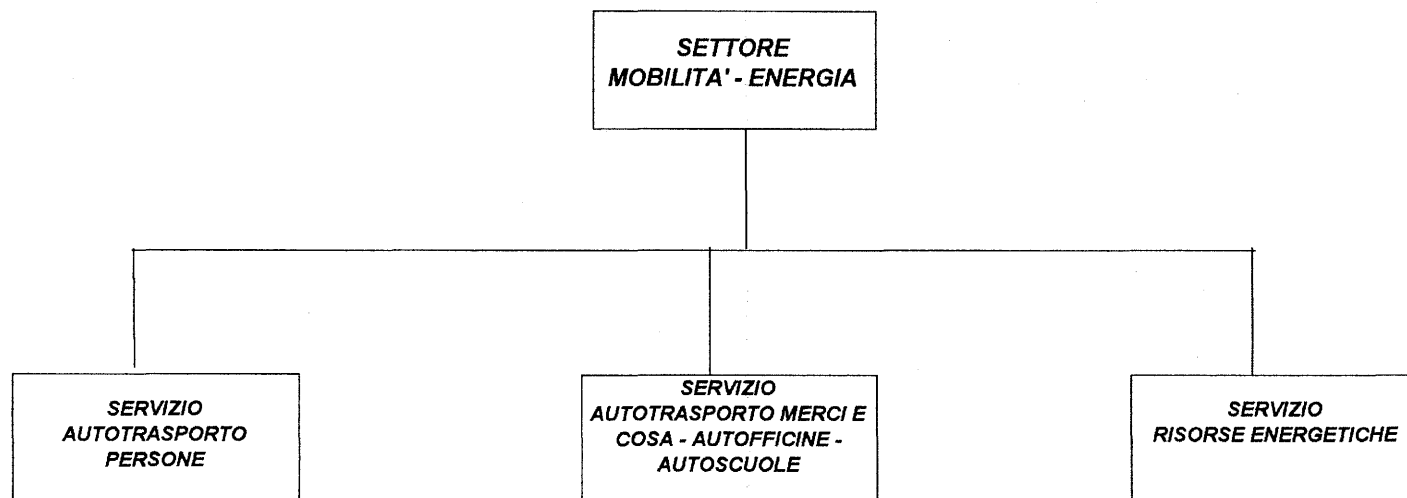 SETTORE
MOBILITA' - ENERGIA
SERVIZIO
AUTOTRASPORTO
PERSONE
SERVIZIO
AUTOTRASPORTO MERCI E
COSA - AUTOFFICINE -
AUTOSCUOLE
SERVIZIO
RISORSE ENERGETICHE